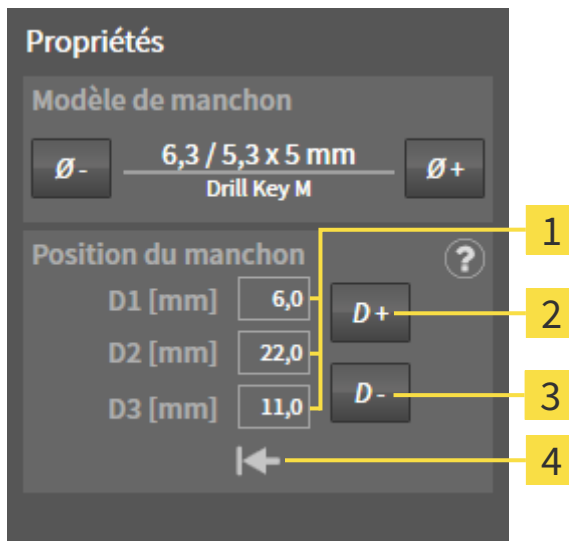 Propriétés
Modèle de manchon
Ø - 6,3 / 5,3 x 5 mm Ø +
Drill Key M
Position du manchon ?
1
D1 [mm] 6,0
D + 2
D2 [mm] 22,0
D - 3
D3 [mm] 11,0
4